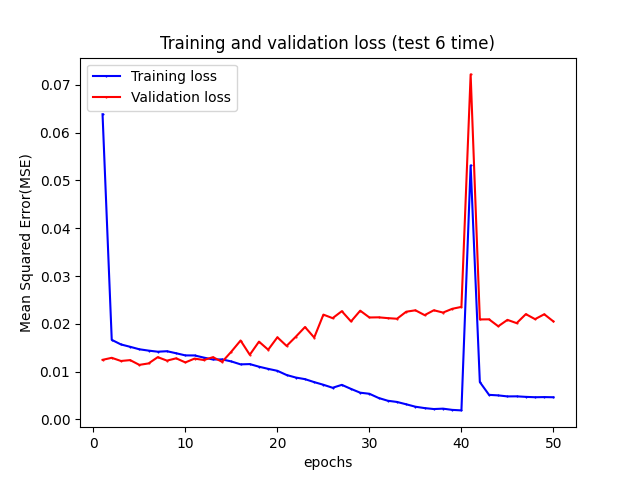 Training and validation loss (test 6 time)
Training loss
Validation loss
Mean Squared Error(MSE)
0.07
0.06
0.05
0.04
0.03
0.02
0.01
0.00
0 10 20 30 40 50
epochs